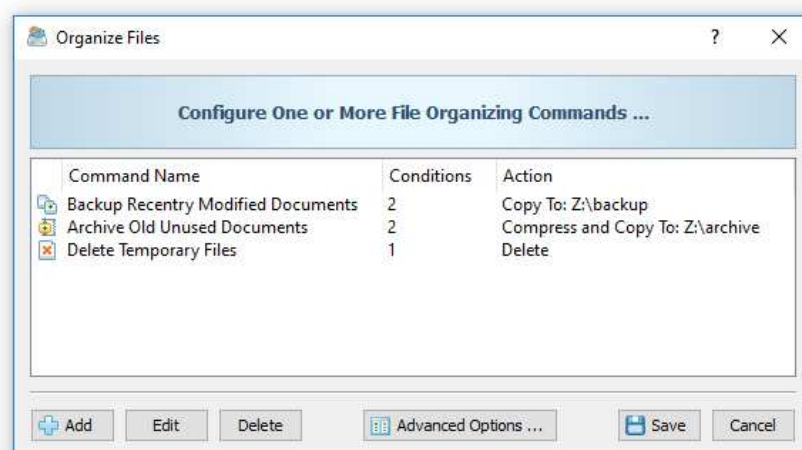 Organize Files
?
Configure One or More File Organizing Commands ...
Command Name Conditions Action
Backup Recentry Modified Documents 2 Copy To: Z:\backup
Archive Old Unused Documents 2 Compress and Copy To: Z:\archive
Delete Temporary Files 1 Delete
Add Edit Delete Advanced Options ... Save Cancel